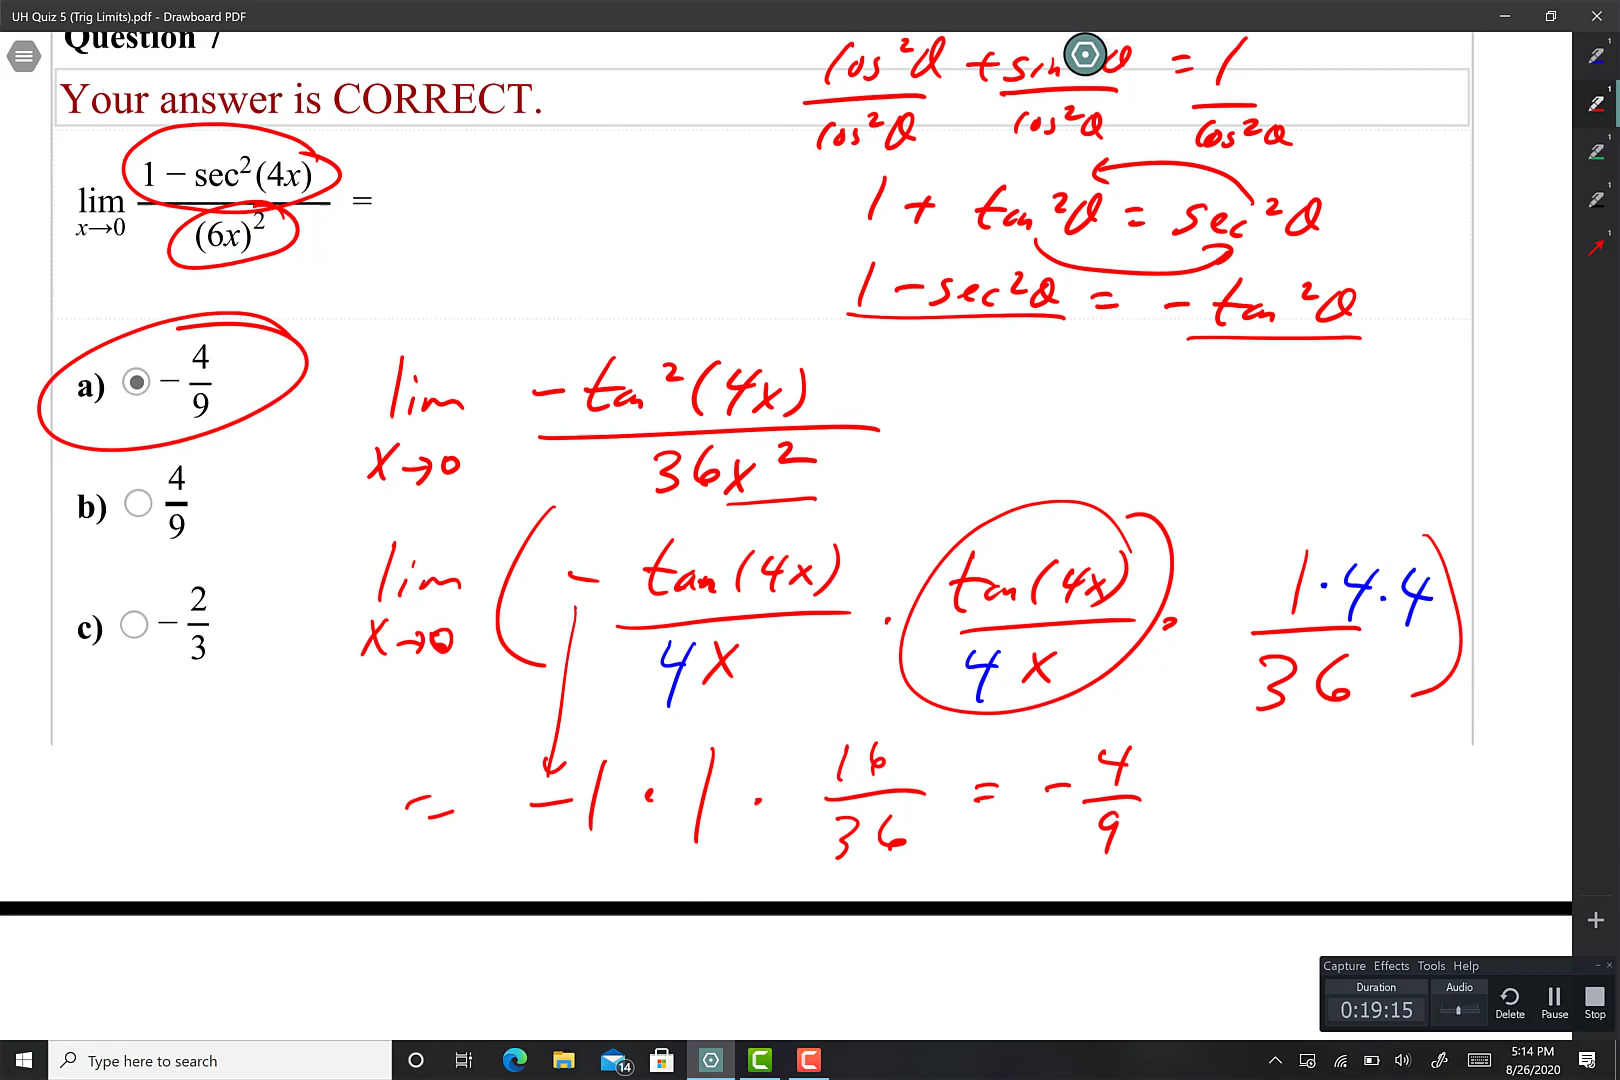 UH Quiz 5 (Trig Limits).pdf - Drawboard PDF
Question 7
Your answer is CORRECT.
lim x→0 (1 − sec²(4x)) / (6x)² =
a) − 4/9
b) 4/9
c) − 2/3
cos²θ/cos²θ + sin²θ/cos²θ = 1/cos²θ
1 + tan²θ = sec²θ
1 − sec²θ = − tan²θ
lim x→0 − tan²(4x) / 36x²
lim x→0 ( − tan(4x)/4x · tan(4x)/4x · 1·4·4/36 )
= −1 · 1 · 16/36 = − 4/9
Capture Effects Tools Help
Duration Audio
0:19:15
Delete Pause Stop
Type here to search
14
5:14 PM
8/26/2020